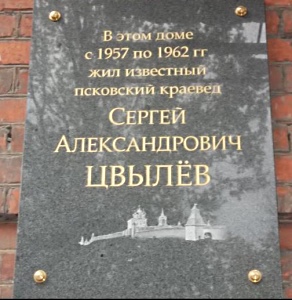 В этом доме
с 1957 по 1962 гг
жил известный
псковский краевед
Сергей
Александрович
ЦВЫЛЁВ